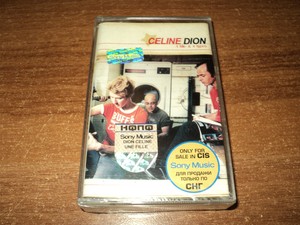 CELINE DION
НФПФ
Sony Music
DION CELINE
UNE FILLE
ONLY FOR
SALE IN CIS
Sony Music
ДЛЯ ПРОДАЖИ
ТОЛЬКО ПО
СНГ